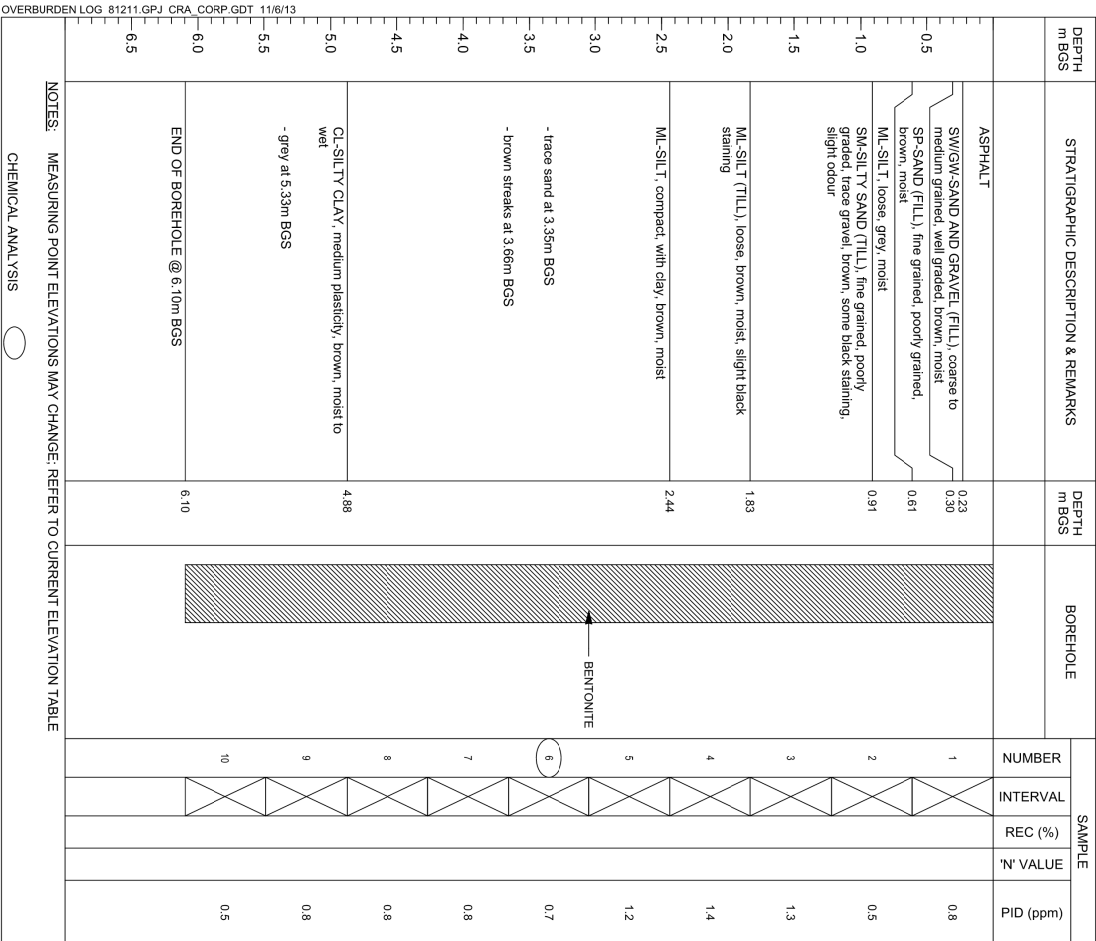 OVERBURDEN LOG 81211.GPJ CRA_CORP.GDT 11/6/13
DEPTH
m BGS
STRATIGRAPHIC DESCRIPTION & REMARKS
DEPTH
m BGS
BOREHOLE
SAMPLE
NUMBER
INTERVAL
REC (%)
'N' VALUE
PID (ppm)
ASPHALT
0.23
SW/GW-SAND AND GRAVEL (FILL), coarse to
medium grained, well graded, brown, moist
0.30
SP-SAND (FILL), fine grained, poorly grained,
brown, moist
0.61
ML-SILT, loose, grey, moist
0.91
SM-SILTY SAND (TILL), fine grained, poorly
graded, trace gravel, brown, some black staining,
slight odour
1.83
ML-SILT (TILL), loose, brown, moist, slight black
staining
2.44
ML-SILT, compact, with clay, brown, moist
- trace sand at 3.35m BGS
- brown streaks at 3.66m BGS
4.88
CL-SILTY CLAY, medium plasticity, brown, moist to
wet
- grey at 5.33m BGS
6.10
END OF BOREHOLE @ 6.10m BGS
0.5
1.0
1.5
2.0
2.5
3.0
3.5
4.0
4.5
5.0
5.5
6.0
6.5
BENTONITE
1 0.8
2 0.5
3 1.3
4 1.4
5 1.2
6 0.7
7 0.8
8 0.8
9 0.8
10 0.5
NOTES: MEASURING POINT ELEVATIONS MAY CHANGE; REFER TO CURRENT ELEVATION TABLE
CHEMICAL ANALYSIS